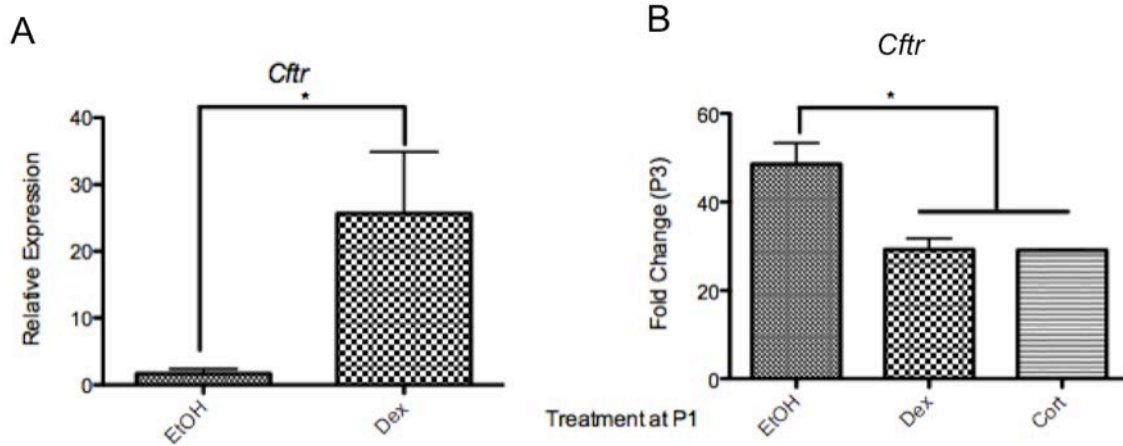 A
Cftr
*
Relative Expression
40
30
20
10
0
EtOH
Dex
B
Cftr
*
Fold Change (P3)
60
40
20
0
Treatment at P1
EtOH
Dex
Cort